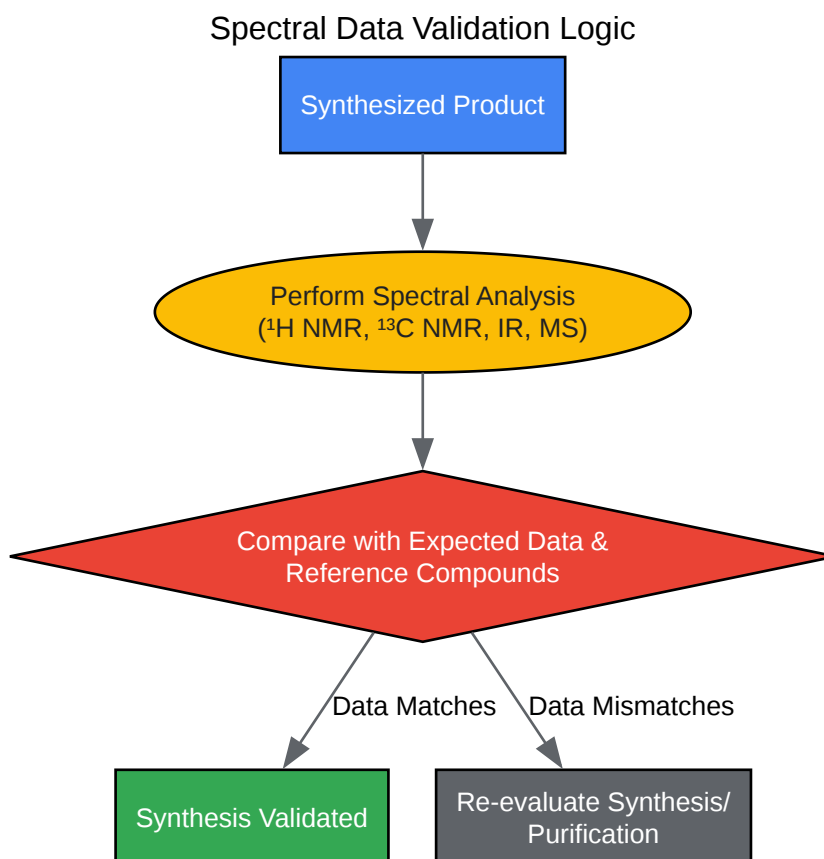 Spectral Data Validation Logic
Synthesized Product
Perform Spectral Analysis
(¹H NMR, ¹³C NMR, IR, MS)
Compare with Expected Data &
Reference Compounds
Data Matches
Data Mismatches
Synthesis Validated
Re-evaluate Synthesis/
Purification